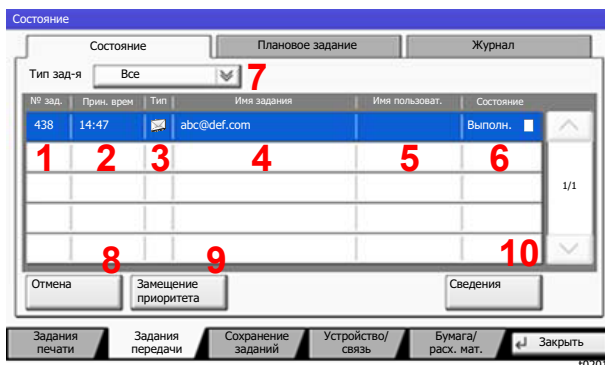 Состояние
Состояние Плановое задание Журнал
Тип зад-я Все 7
№ зад. Прин. врем Тип Имя задания Имя пользоват. Состояние
438 14:47 abc@def.com Выполн.
1 2 3 4 5 6
1/1
8 9 10
Отмена Замещение приоритета Сведения
Задания печати Задания передачи Сохранение заданий Устройство/ связь Бумага/ расх. мат. Закрыть